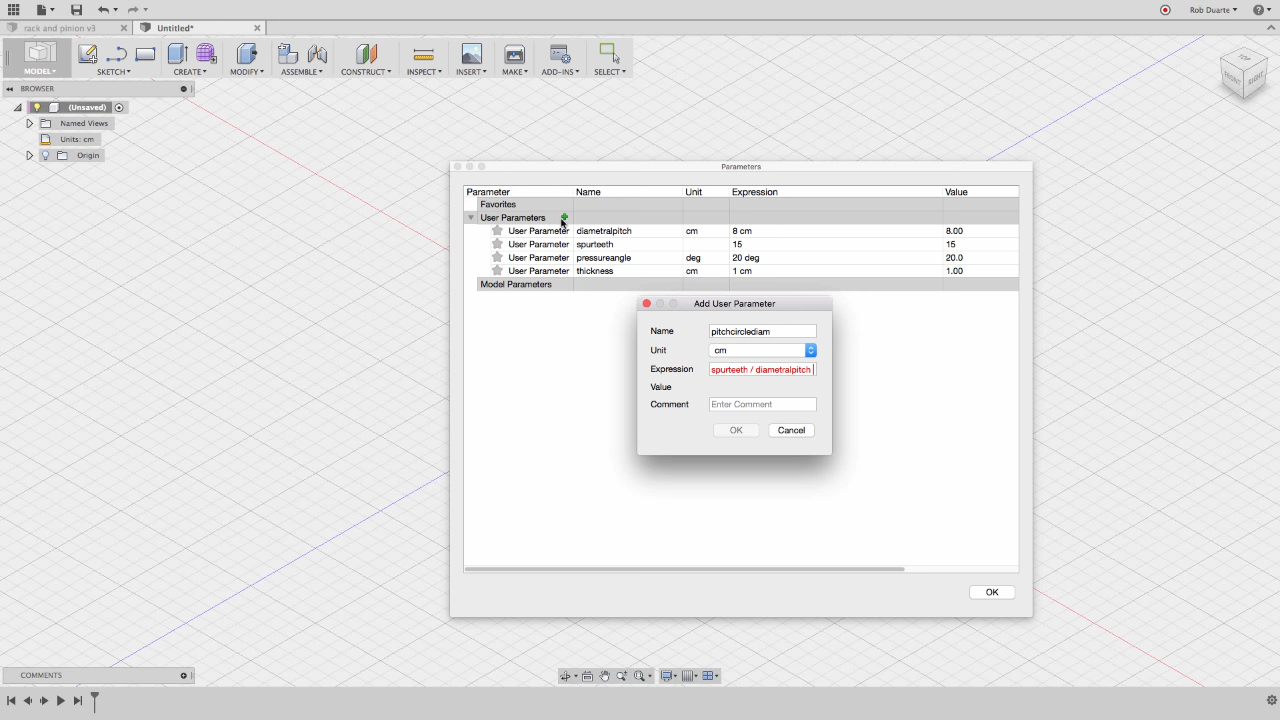 Rob Duarte
rack and pinion v3
Untitled*
MODEL
SKETCH
CREATE
MODIFY
ASSEMBLE
CONSTRUCT
INSPECT
INSERT
MAKE
ADD-INS
SELECT
TOP
FRONT
RIGHT
BROWSER
(Unsaved)
Named Views
Units: cm
Origin
Parameters
Parameter Name Unit Expression Value
Favorites
User Parameters
User Parameter diametralpitch cm 8 cm 8.00
User Parameter spurteeth 15 15
User Parameter pressureangle deg 20 deg 20.0
User Parameter thickness cm 1 cm 1.00
Model Parameters
Add User Parameter
Name pitchcirclediam
Unit cm
Expression spurteeth / diametralpitch
Value
Comment Enter Comment
OK Cancel
OK
COMMENTS